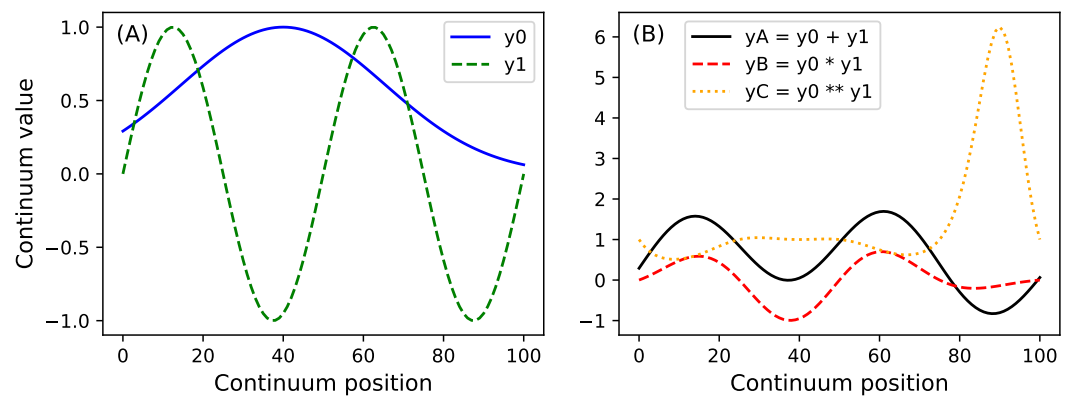 (A)
y0
y1
Continuum value
1.0
0.5
0.0
−0.5
−1.0
0 20 40 60 80 100
Continuum position
(B)
yA = y0 + y1
yB = y0 * y1
yC = y0 ** y1
6
5
4
3
2
1
0
−1
0 20 40 60 80 100
Continuum position